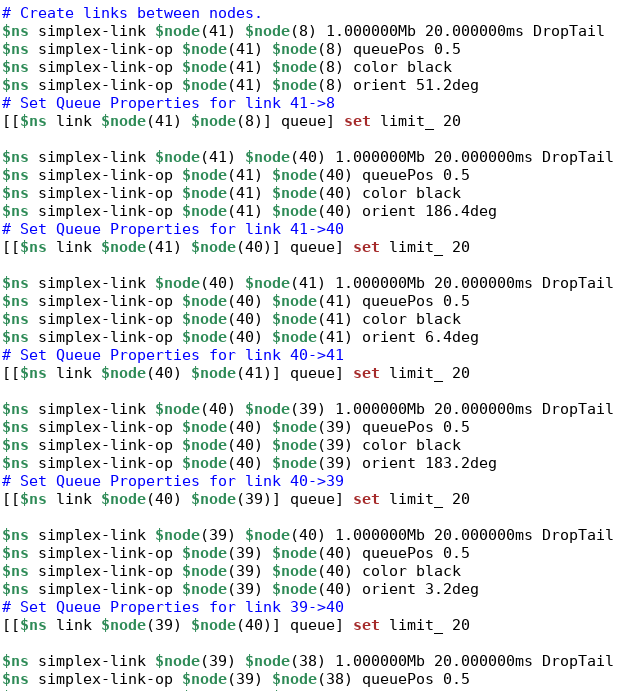 # Create links between nodes.
$ns simplex-link $node(41) $node(8) 1.000000Mb 20.000000ms DropTail
$ns simplex-link-op $node(41) $node(8) queuePos 0.5
$ns simplex-link-op $node(41) $node(8) color black
$ns simplex-link-op $node(41) $node(8) orient 51.2deg
# Set Queue Properties for link 41->8
[[$ns link $node(41) $node(8)] queue] set limit_ 20

$ns simplex-link $node(41) $node(40) 1.000000Mb 20.000000ms DropTail
$ns simplex-link-op $node(41) $node(40) queuePos 0.5
$ns simplex-link-op $node(41) $node(40) color black
$ns simplex-link-op $node(41) $node(40) orient 186.4deg
# Set Queue Properties for link 41->40
[[$ns link $node(41) $node(40)] queue] set limit_ 20

$ns simplex-link $node(40) $node(41) 1.000000Mb 20.000000ms DropTail
$ns simplex-link-op $node(40) $node(41) queuePos 0.5
$ns simplex-link-op $node(40) $node(41) color black
$ns simplex-link-op $node(40) $node(41) orient 6.4deg
# Set Queue Properties for link 40->41
[[$ns link $node(40) $node(41)] queue] set limit_ 20

$ns simplex-link $node(40) $node(39) 1.000000Mb 20.000000ms DropTail
$ns simplex-link-op $node(40) $node(39) queuePos 0.5
$ns simplex-link-op $node(40) $node(39) color black
$ns simplex-link-op $node(40) $node(39) orient 183.2deg
# Set Queue Properties for link 40->39
[[$ns link $node(40) $node(39)] queue] set limit_ 20

$ns simplex-link $node(39) $node(40) 1.000000Mb 20.000000ms DropTail
$ns simplex-link-op $node(39) $node(40) queuePos 0.5
$ns simplex-link-op $node(39) $node(40) color black
$ns simplex-link-op $node(39) $node(40) orient 3.2deg
# Set Queue Properties for link 39->40
[[$ns link $node(39) $node(40)] queue] set limit_ 20

$ns simplex-link $node(39) $node(38) 1.000000Mb 20.000000ms DropTail
$ns simplex-link-op $node(39) $node(38) queuePos 0.5